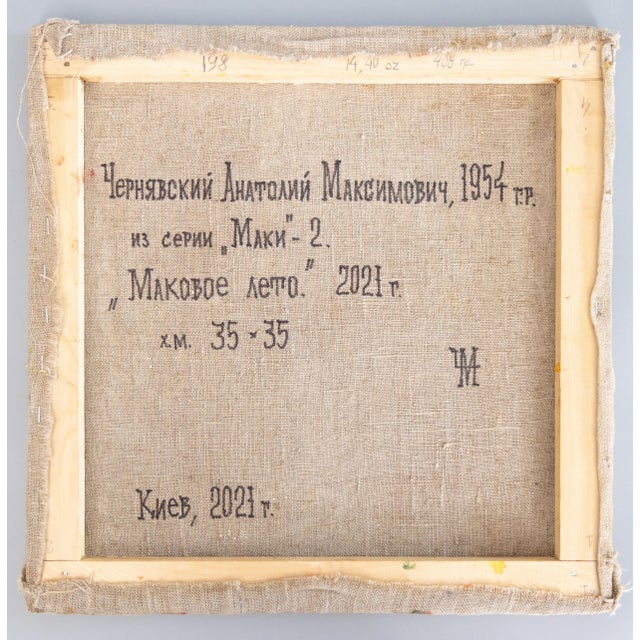 198 14,40 oz 408 гр.
Чернявский Анатолий Максимович, 1954 г.р.
из серии „Маки"-2.
„Маковое лето." 2021 г.
х.м. 35×35
ЧМ
Киев, 2021 г.